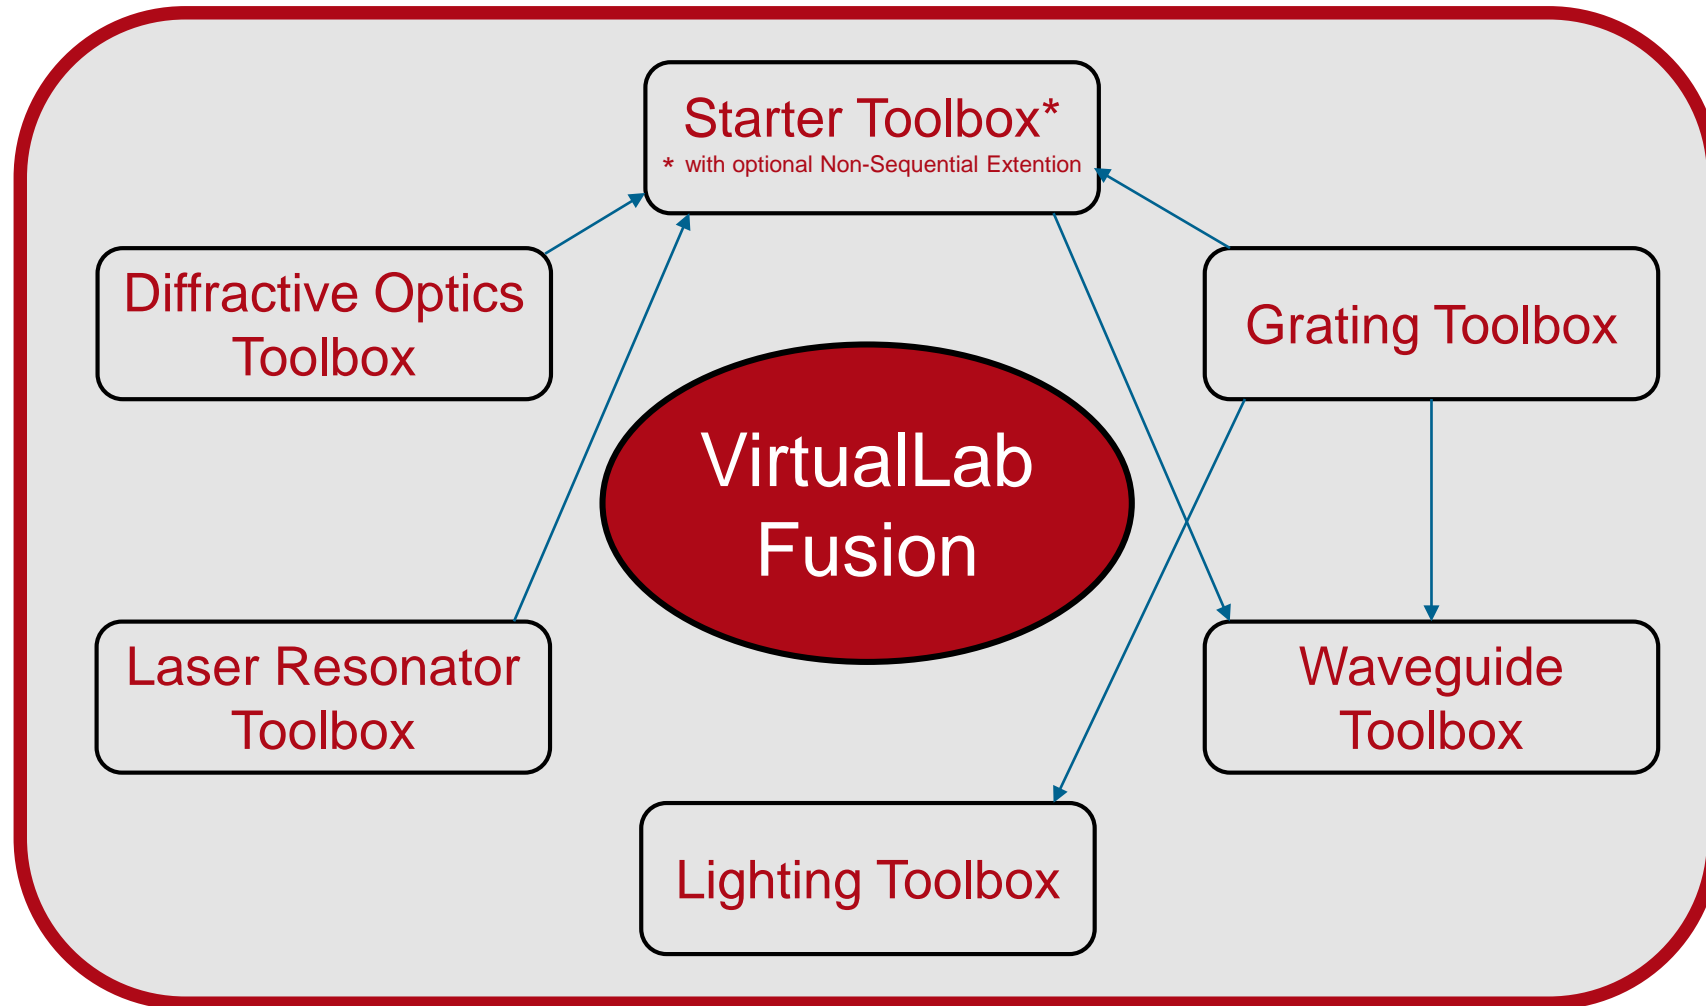 Starter Toolbox*
* with optional Non-Sequential Extention
Diffractive Optics
Toolbox
Grating Toolbox
VirtualLab
Fusion
Laser Resonator
Toolbox
Waveguide
Toolbox
Lighting Toolbox